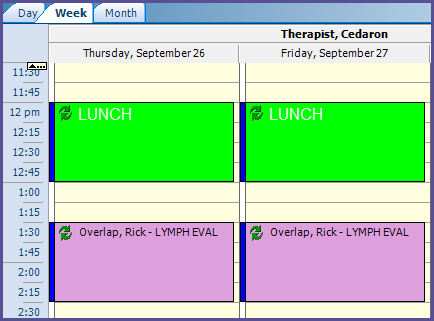 Day Week Month
Therapist, Cedaron
Thursday, September 26 Friday, September 27
11:30
11:45
12 pm LUNCH LUNCH
12:15
12:30
12:45
1:00
1:15
1:30 Overlap, Rick - LYMPH EVAL Overlap, Rick - LYMPH EVAL
1:45
2:00
2:15
2:30